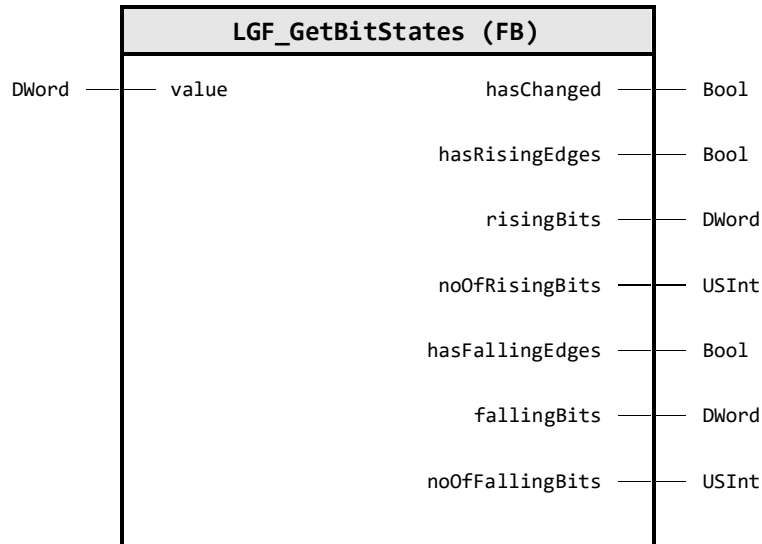 LGF_GetBitStates (FB)
DWord value hasChanged Bool
hasRisingEdges Bool
risingBits DWord
noOfRisingBits USInt
hasFallingEdges Bool
fallingBits DWord
noOfFallingBits USInt